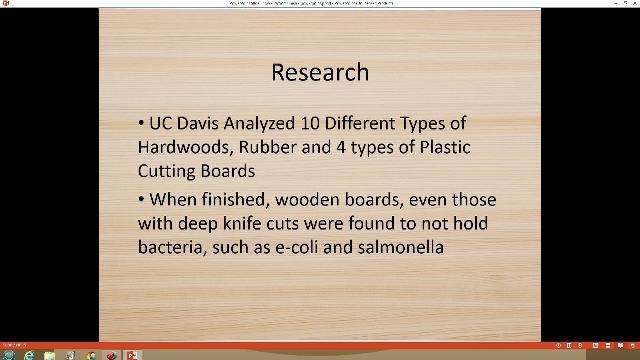 Research
• UC Davis Analyzed 10 Different Types of
Hardwoods, Rubber and 4 types of Plastic
Cutting Boards
• When finished, wooden boards, even those
with deep knife cuts were found to not hold
bacteria, such as e-coli and salmonella